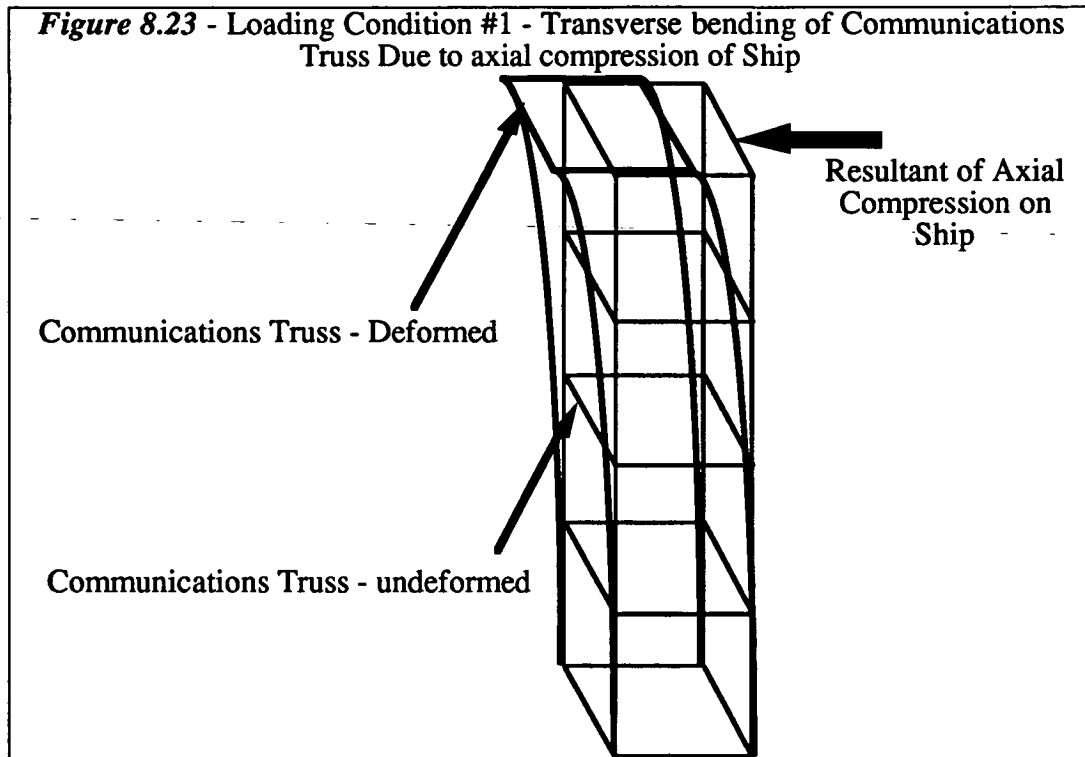 Figure 8.23 - Loading Condition #1 - Transverse bending of Communications
Truss Due to axial compression of Ship
Resultant of Axial
Compression on
Ship
Communications Truss - Deformed
Communications Truss - undeformed